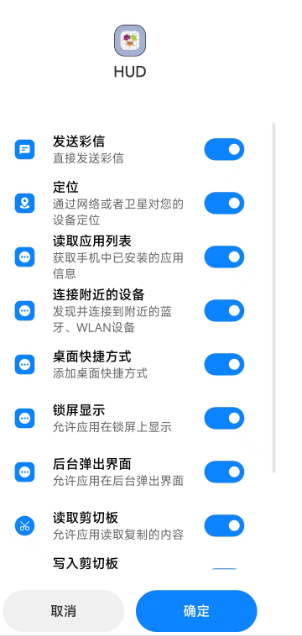 HUD
发送彩信
直接发送彩信
定位
通过网络或者卫星对您的
设备定位
读取应用列表
获取手机中已安装的应用
信息
连接附近的设备
发现并连接到附近的蓝
牙、WLAN设备
桌面快捷方式
添加桌面快捷方式
锁屏显示
允许应用在锁屏上显示
后台弹出界面
允许应用在后台弹出界面
读取剪切板
允许应用读取复制的内容
写入剪切板
取消
确定